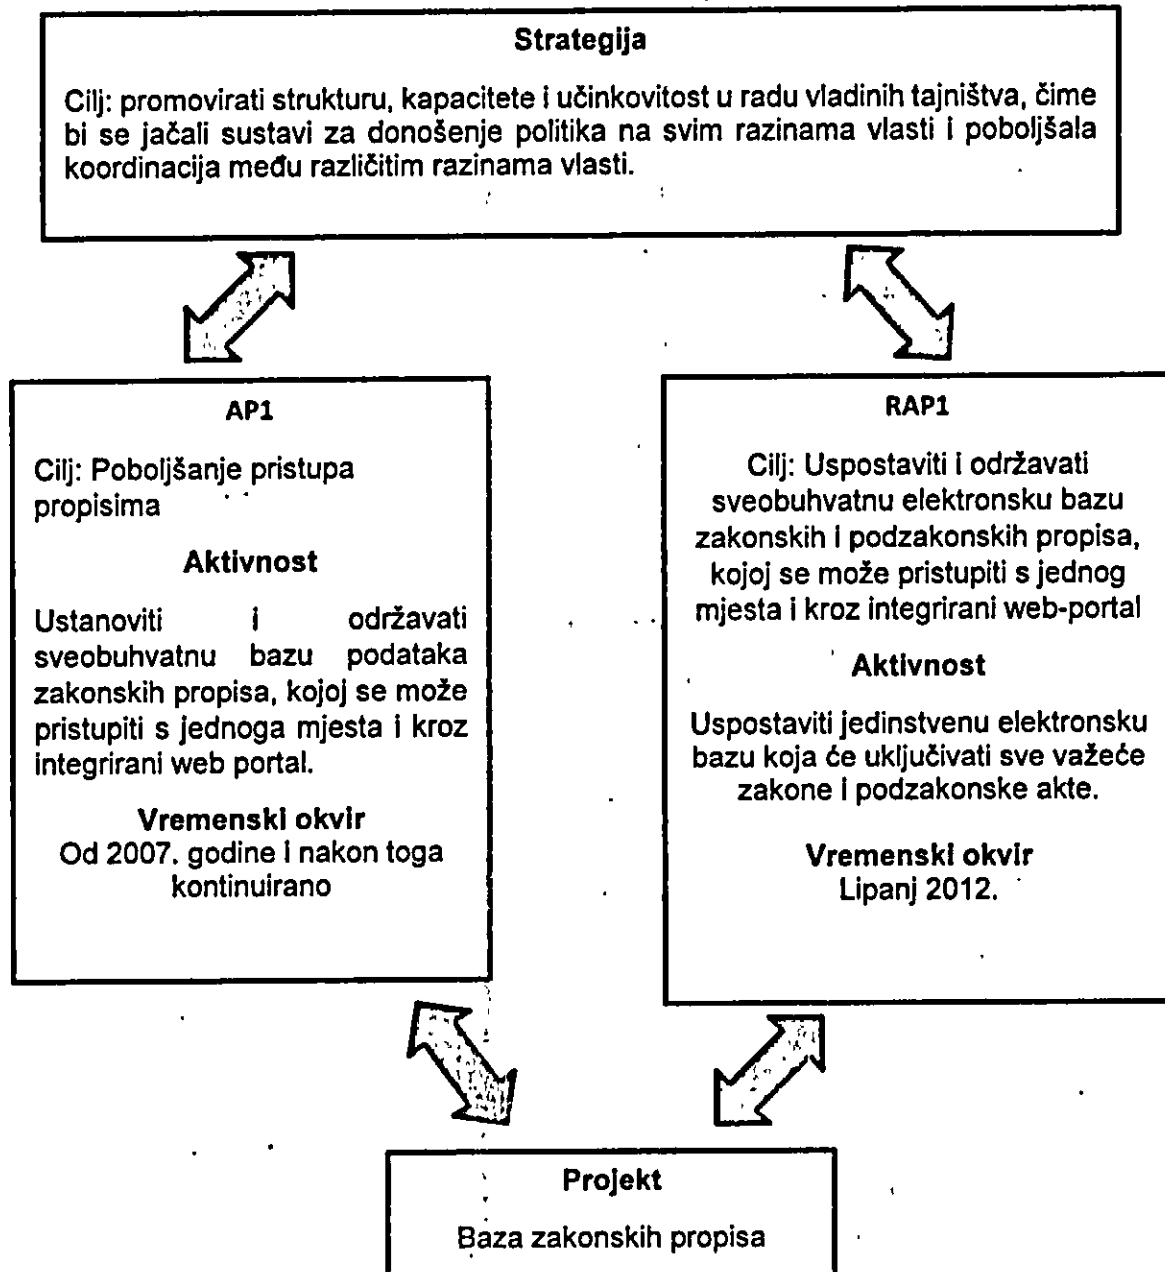 Strategija
Cilj: promovirati strukturu, kapacitete i učinkovitost u radu vladinih tajništva, čime
bi se jačali sustavi za donošenje politika na svim razinama vlasti i poboljšala
koordinacija među različitim razinama vlasti.
AP1
Cilj: Poboljšanje pristupa
propisima
Aktivnost
Ustanoviti i održavati
sveobuhvatnu bazu podataka
zakonskih propisa, kojoj se može
pristupiti s jednoga mjesta i kroz
integrirani web portal.
Vremenski okvir
Od 2007. godine i nakon toga
kontinuirano
RAP1
Cilj: Uspostaviti i održavati
sveobuhvatnu elektronsku bazu
zakonskih i podzakonskih propisa,
kojoj se može pristupiti s jednog
mjesta i kroz integrirani web-portal
Aktivnost
Uspostaviti jedinstvenu elektronsku
bazu koja će uključivati sve važeće
zakone i podzakonske akte.
Vremenski okvir
Lipanj 2012.
Projekt
Baza zakonskih propisa